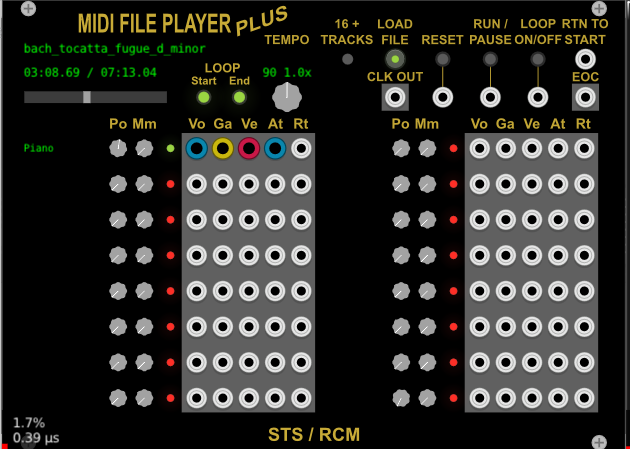 MIDI FILE PLAYER PLUS
bach_tocatta_fugue_d_minor
03:08.69 / 07:13.04
LOOP
Start End
TEMPO
90 1.0x
16 +
TRACKS
LOAD
FILE
RESET
RUN /
PAUSE
LOOP
ON/OFF
RTN TO
START
CLK OUT
EOC
Po Mm Vo Ga Ve At Rt
Po Mm Vo Ga Ve At Rt
Piano
1.7%
0.39 µs
STS / RCM